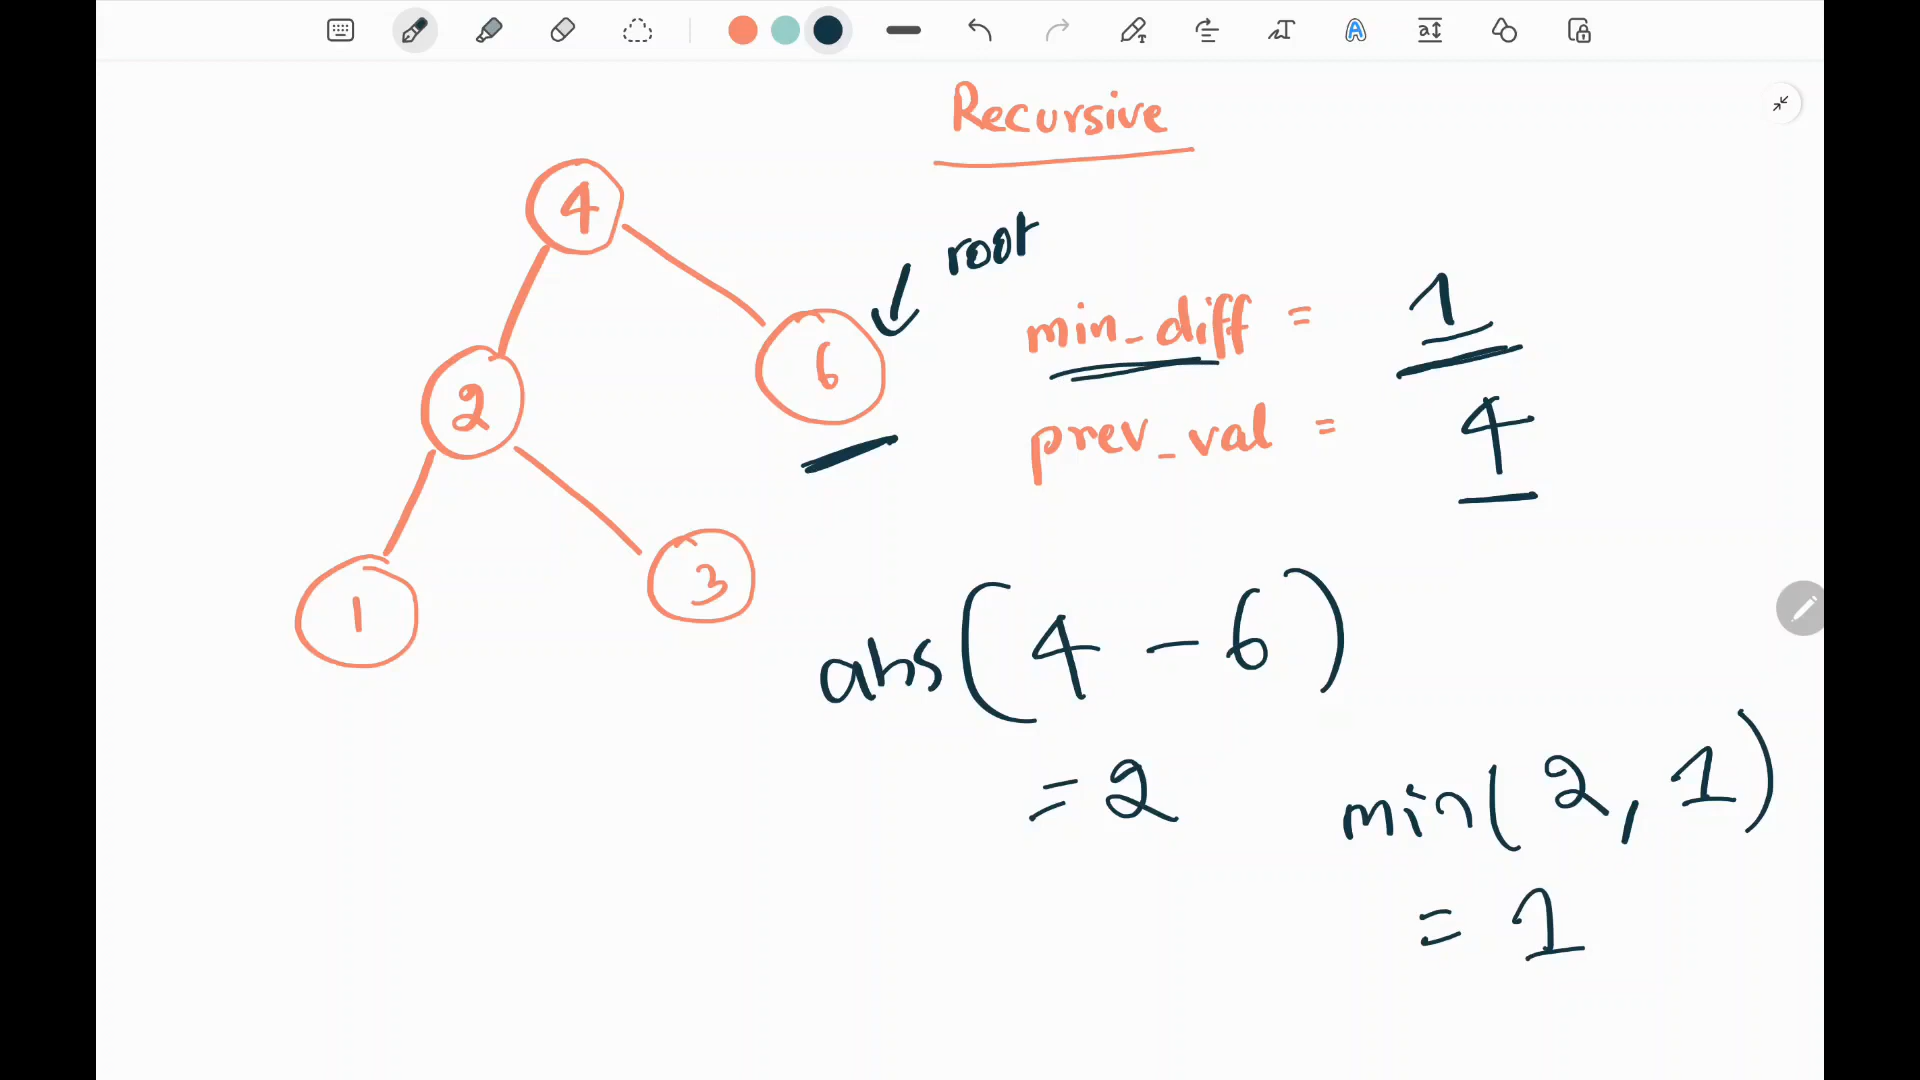 Recursive
4
root
min_diff = 1
6
2
prev_val = 4
1
3
abs(4 - 6)
= 2
min(2, 1)
= 1